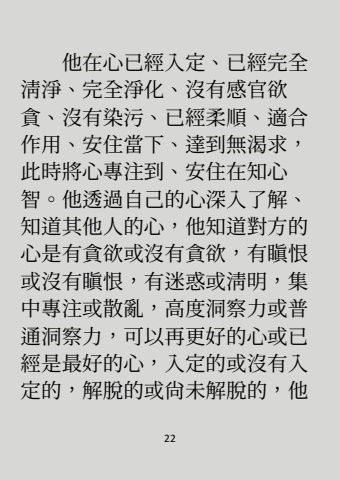 他在心已經入定、已經完全
清淨、完全淨化、沒有感官欲
貪、沒有染污、已經柔順、適合
作用、安住當下、達到無渴求，
此時將心專注到、安住在知心
智。他透過自己的心深入了解、
知道其他人的心，他知道對方的
心是有貪欲或沒有貪欲，有瞋恨
或沒有瞋恨，有迷惑或清明，集
中專注或散亂，高度洞察力或普
通洞察力，可以再更好的心或已
經是最好的心，入定的或沒有入
定的，解脫的或尚未解脫的，他
22